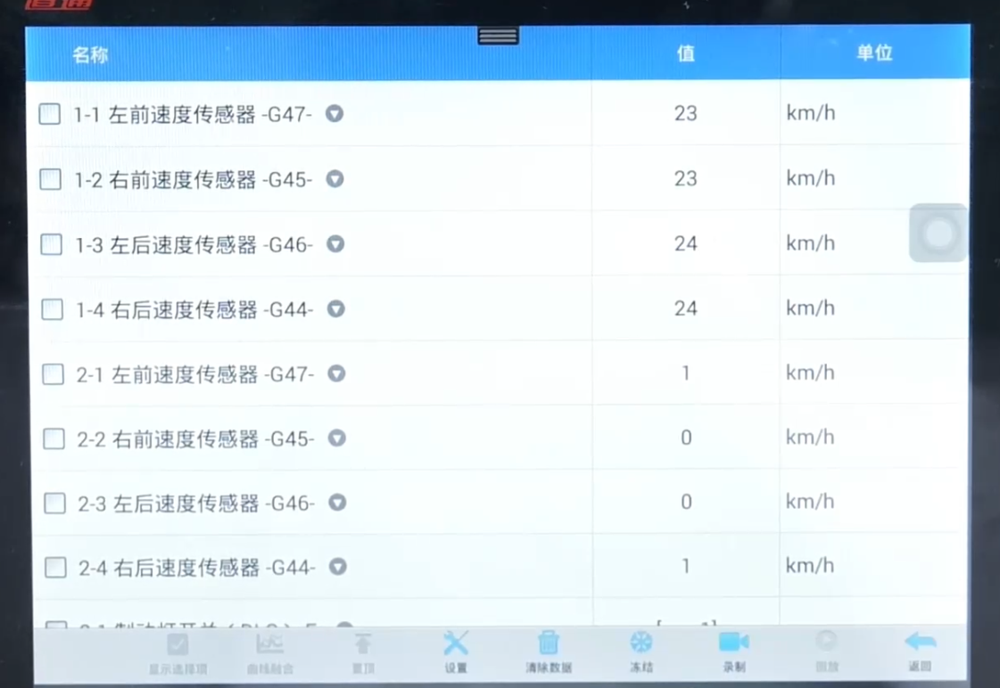 名称 值 单位
1-1 左前速度传感器 -G47- 23 km/h
1-2 右前速度传感器 -G45- 23 km/h
1-3 左后速度传感器 -G46- 24 km/h
1-4 右后速度传感器 -G44- 24 km/h
2-1 左前速度传感器 -G47- 1 km/h
2-2 右前速度传感器 -G45- 0 km/h
2-3 左后速度传感器 -G46- 0 km/h
2-4 右后速度传感器 -G44- 1 km/h
显示选择项 曲线融合 置顶 设置 清除数据 冻结 录制 回放 返回